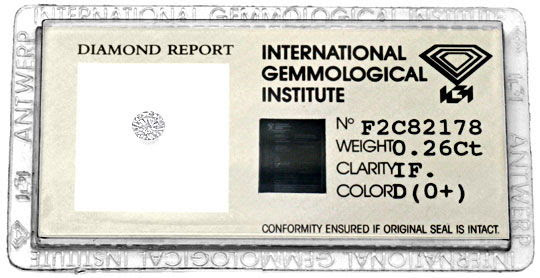 INTERNATIONAL GEMMOLOGICAL INSTITUTE
ANTWERP
DIAMOND REPORT
INTERNATIONAL
GEMMOLOGICAL
INSTITUTE
IGI
Nº F2C82178
WEIGHT 0.26Ct
CLARITY IF.
COLOR D(0+)
CONFORMITY ENSURED IF ORIGINAL SEAL IS INTACT.
ANTWERP
INTERNATIONAL GEMMOLOGICAL INSTITUTE